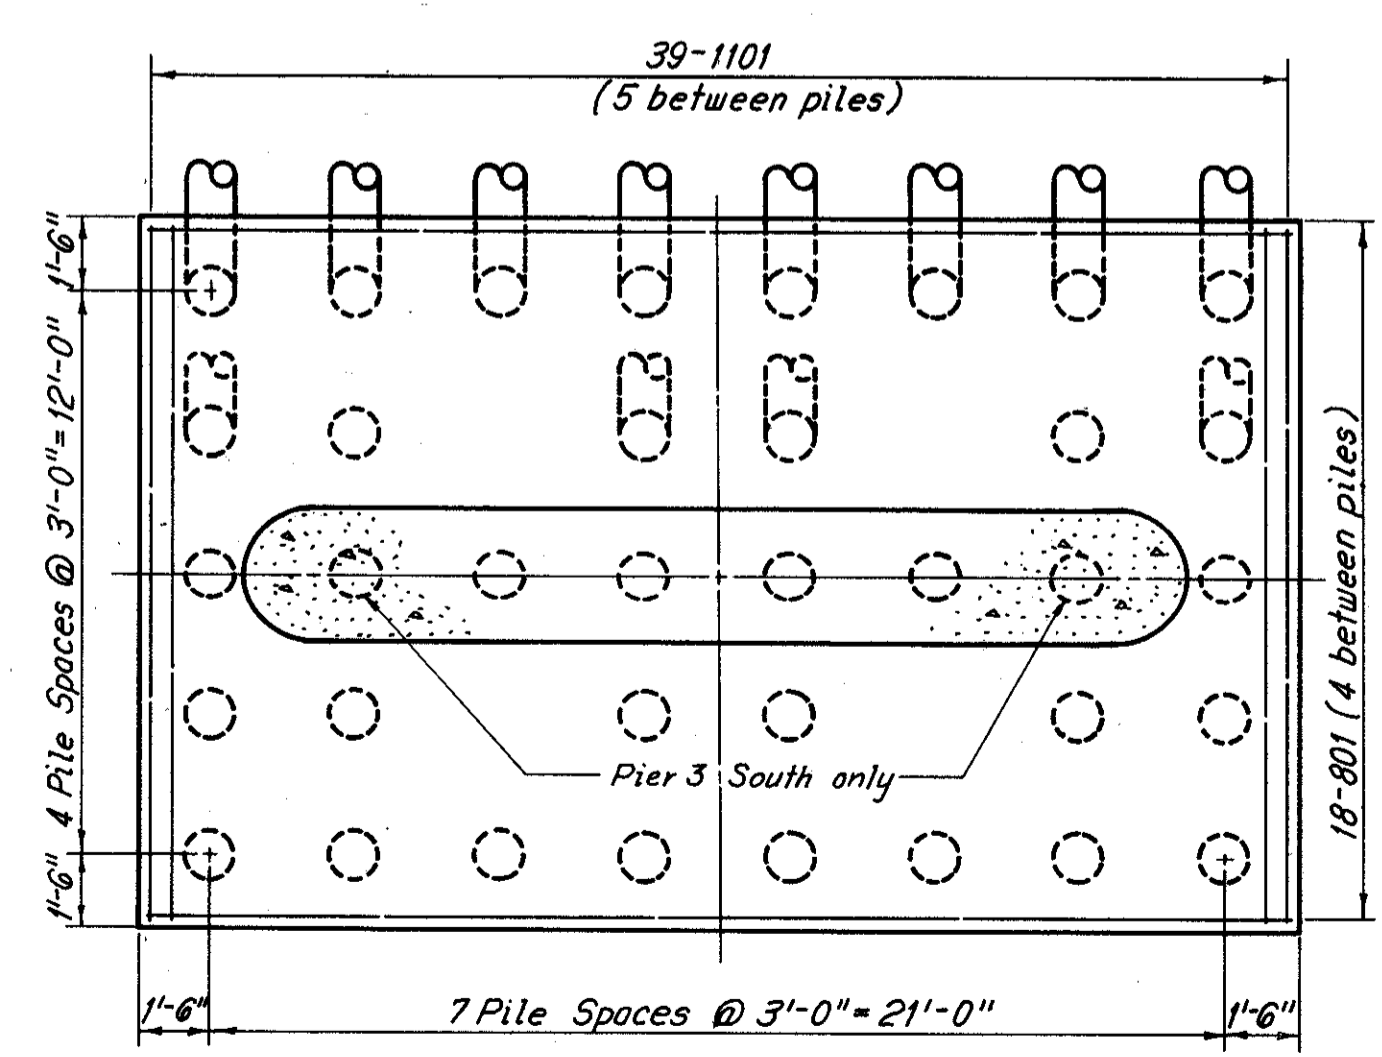 39-1101
(5 between piles)
1'-6"
4 Pile Spaces @ 3'-0"= 12'-0"
1'-6"
18-801 (4 between piles)
Pier 3 South only
1'-6"
7 Pile Spaces @ 3'-0"= 21'-0"
1'-6"